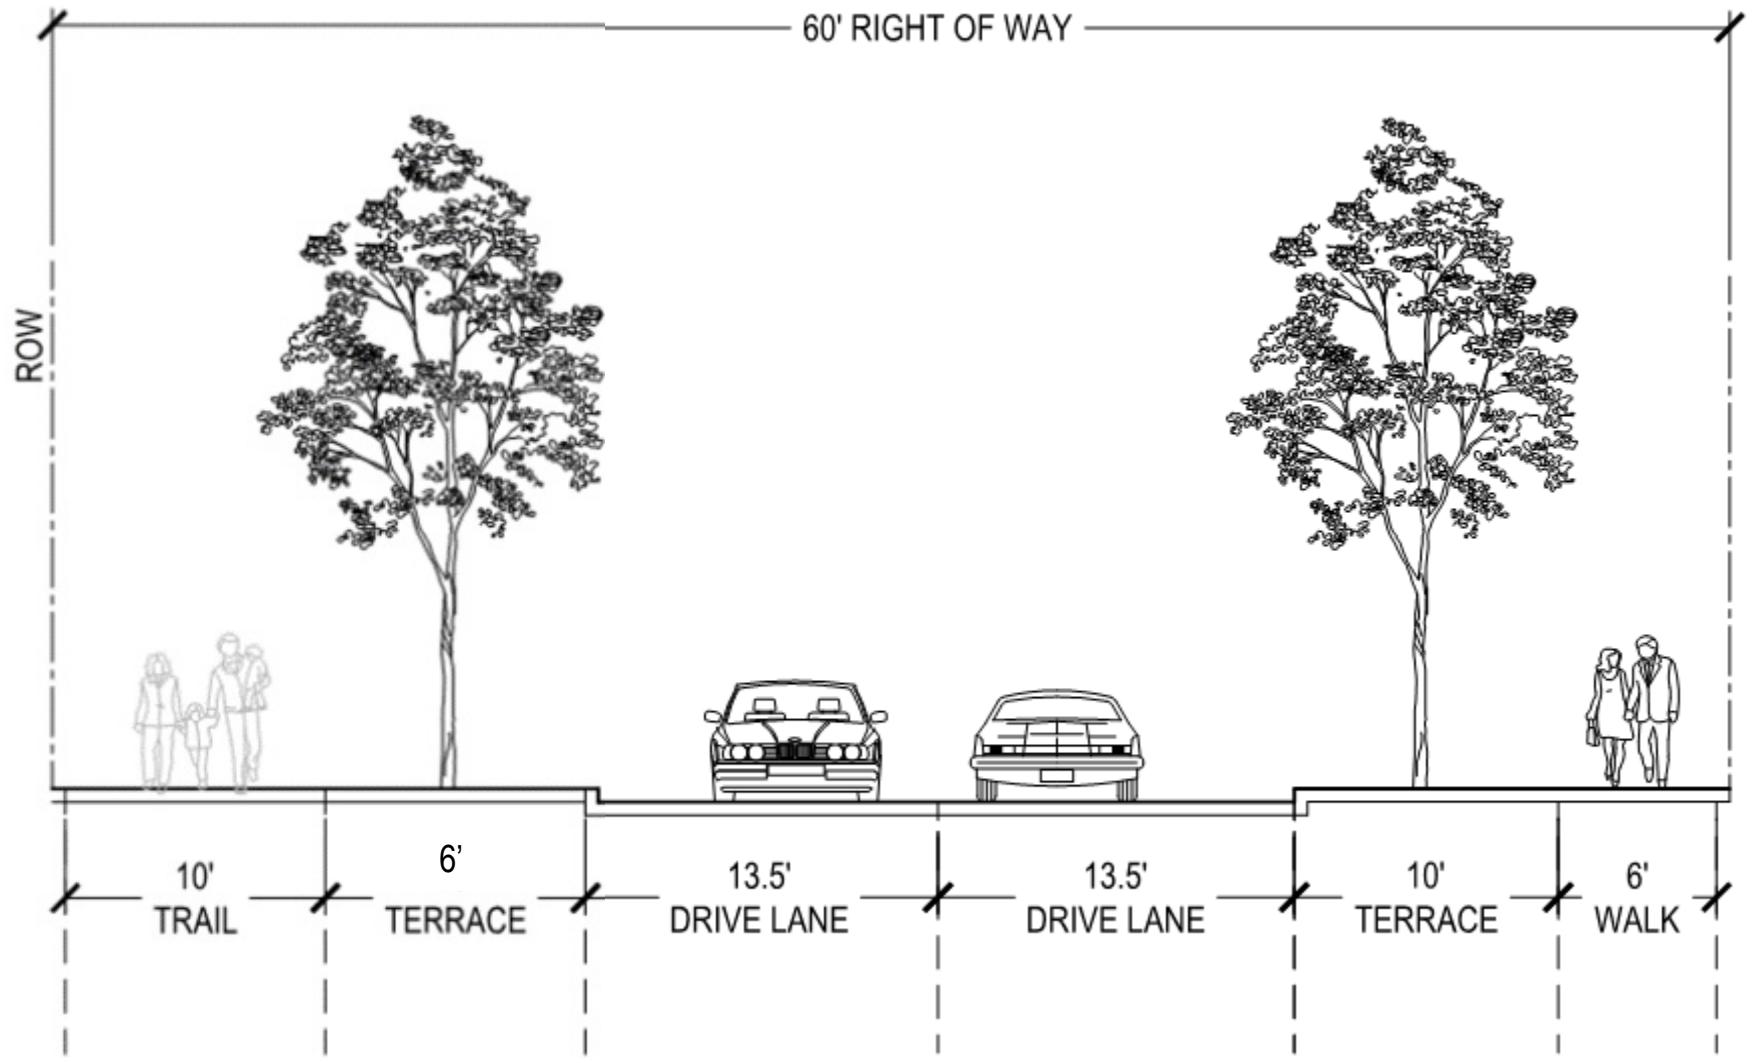 60' RIGHT OF WAY
ROW
10'
TRAIL
6’
TERRACE
13.5'
DRIVE LANE
13.5'
DRIVE LANE
10'
TERRACE
6'
WALK